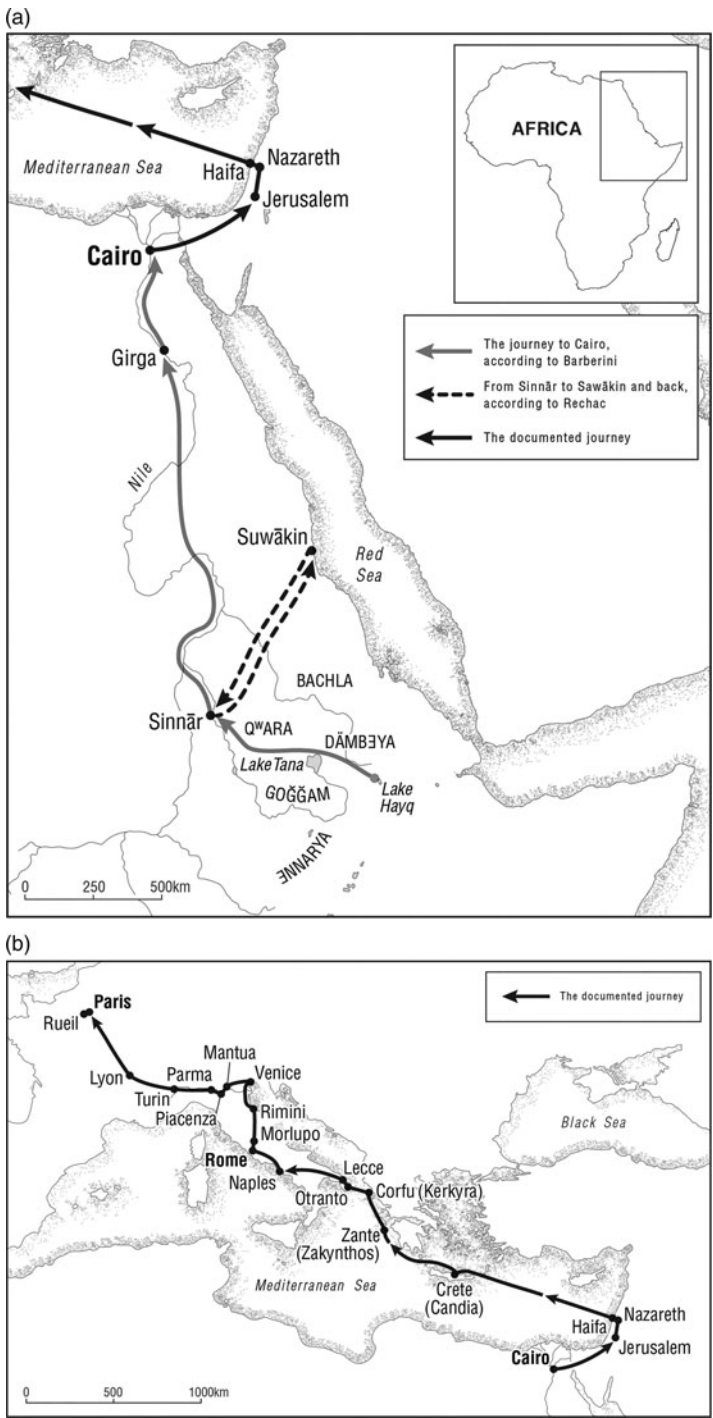 (a)
AFRICA
Mediterranean Sea
Haifa
Nazareth
Jerusalem
Cairo
The journey to Cairo,
according to Barberini
From Sinnār to Sawākin and back,
according to Rechac
The documented journey
Girga
Nile
Suwākin
Red
Sea
BACHLA
Sinnār
QʷARA
DÄMBƎYA
Lake Tana
Lake
Hayq
GOǦǦAM
ƎNNARYA
0 250 500km
(b)
The documented journey
Paris
Rueil
Mantua
Lyon
Parma
Venice
Turin
Piacenza
Rimini
Morlupo
Black Sea
Rome
Naples
Lecce
Otranto
Corfu (Kerkyra)
Zante
(Zakynthos)
Mediterranean Sea
Crete
(Candia)
Nazareth
Haifa
Cairo
Jerusalem
0 500 1000km